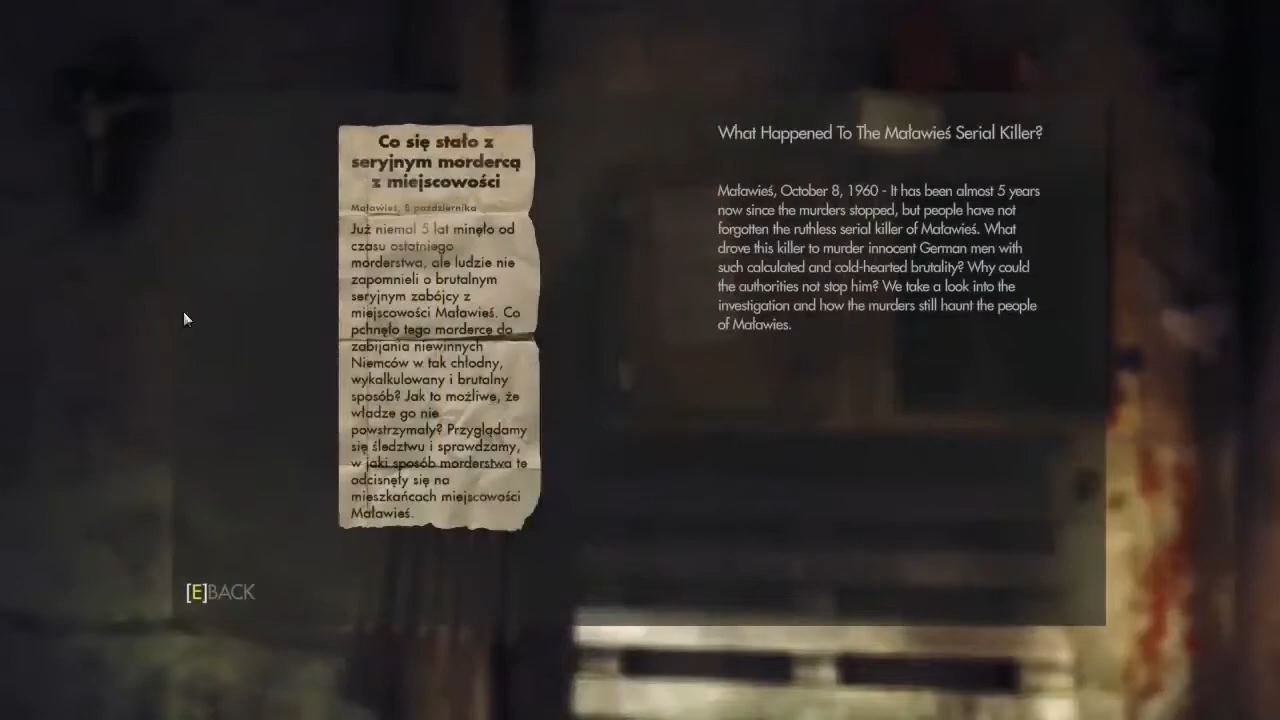 Co się stało z
seryjnym mordercą
z miejscowości
Maławieś, 8 października
Już niemal 5 lat minęło od
czasu ostatniego
morderstwa, ale ludzie nie
zapomnieli o brutalnym
seryjnym zabójcy z
miejscowości Maławieś. Co
pchnęło tego mordercę do
zabijania niewinnych
Niemców w tak chłodny,
wykalkulowany i brutalny
sposób? Jak to możliwe, że
władze go nie
powstrzymały? Przyglądamy
się śledztwu i sprawdzamy,
w jaki sposób morderstwa te
odcisnęły się na
mieszkańcach miejscowości
Maławieś.
What Happened To The Maławieś Serial Killer?
Maławieś, October 8, 1960 - It has been almost 5 years
now since the murders stopped, but people have not
forgotten the ruthless serial killer of Maławieś. What
drove this killer to murder innocent German men with
such calculated and cold-hearted brutality? Why could
the authorities not stop him? We take a look into the
investigation and how the murders still haunt the people
of Maławies.
[E]BACK